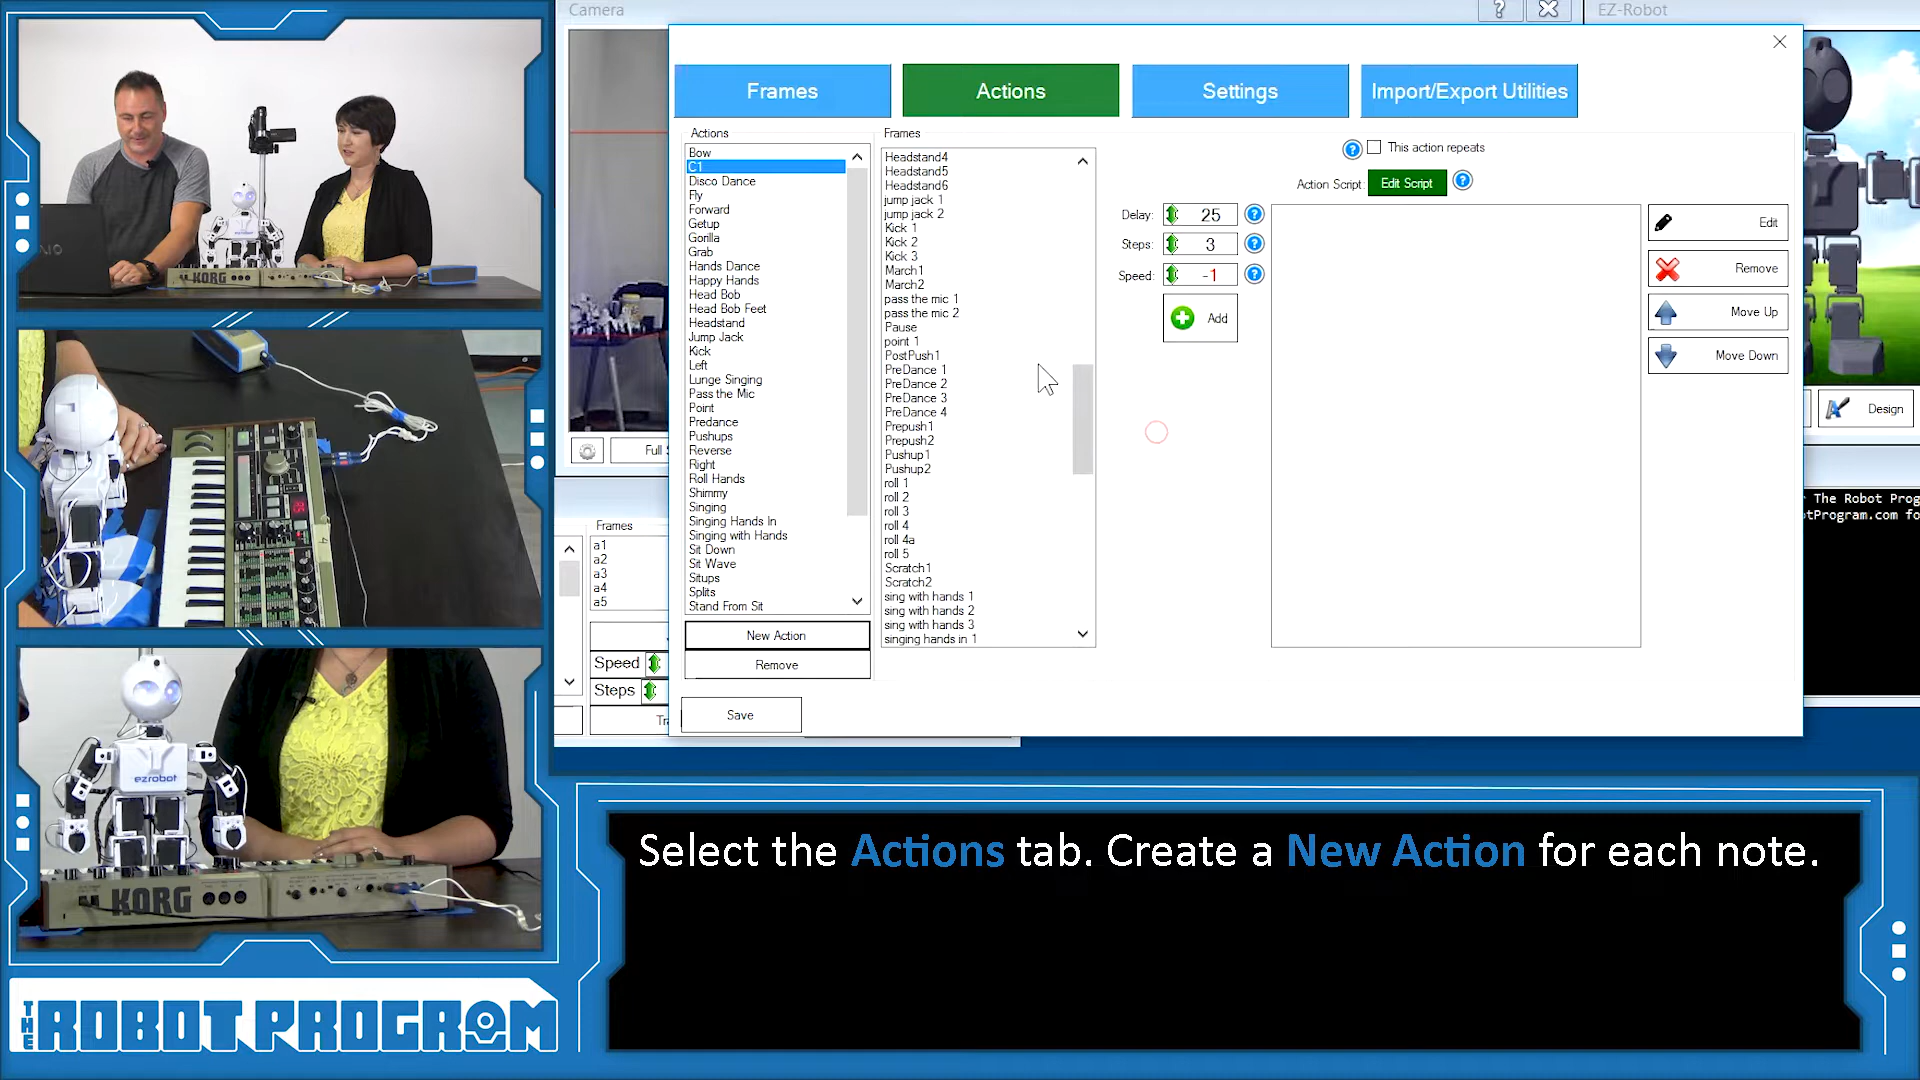 Camera
EZ-Robot
Frames
Actions
Settings
Import/Export Utilities
Actions
Bow
C1
Disco Dance
Fly
Forward
Getup
Gorilla
Grab
Hands Dance
Happy Hands
Head Bob
Head Bob Feet
Headstand
Jump Jack
Kick
Left
Lunge Singing
Pass the Mic
Point
Predance
Pushups
Reverse
Right
Roll Hands
Shimmy
Singing
Singing Hands In
Singing with Hands
Sit Down
Sit Wave
Situps
Splits
Stand From Sit
New Action
Remove
Save
Frames
Headstand4
Headstand5
Headstand6
jump jack 1
jump jack 2
Kick 1
Kick 2
Kick 3
March1
March2
pass the mic 1
pass the mic 2
Pause
point 1
PostPush1
PreDance 1
PreDance 2
PreDance 3
PreDance 4
Prepush1
Prepush2
Pushup1
Pushup2
roll 1
roll 2
roll 3
roll 4
roll 4a
roll 5
Scratch1
Scratch2
sing with hands 1
sing with hands 2
sing with hands 3
singing hands in 1
This action repeats
Action Script: Edit Script
Delay: 25
Steps: 3
Speed: -1
Add
Edit
Remove
Move Up
Move Down
Design
Full
Frames
a1
a2
a3
a4
a5
Speed
Steps
The Robot Prog
otProgram.com fo
KORG
ezrobot
KORG
Select the Actions tab. Create a New Action for each note.
THE ROBOT PROGRAM